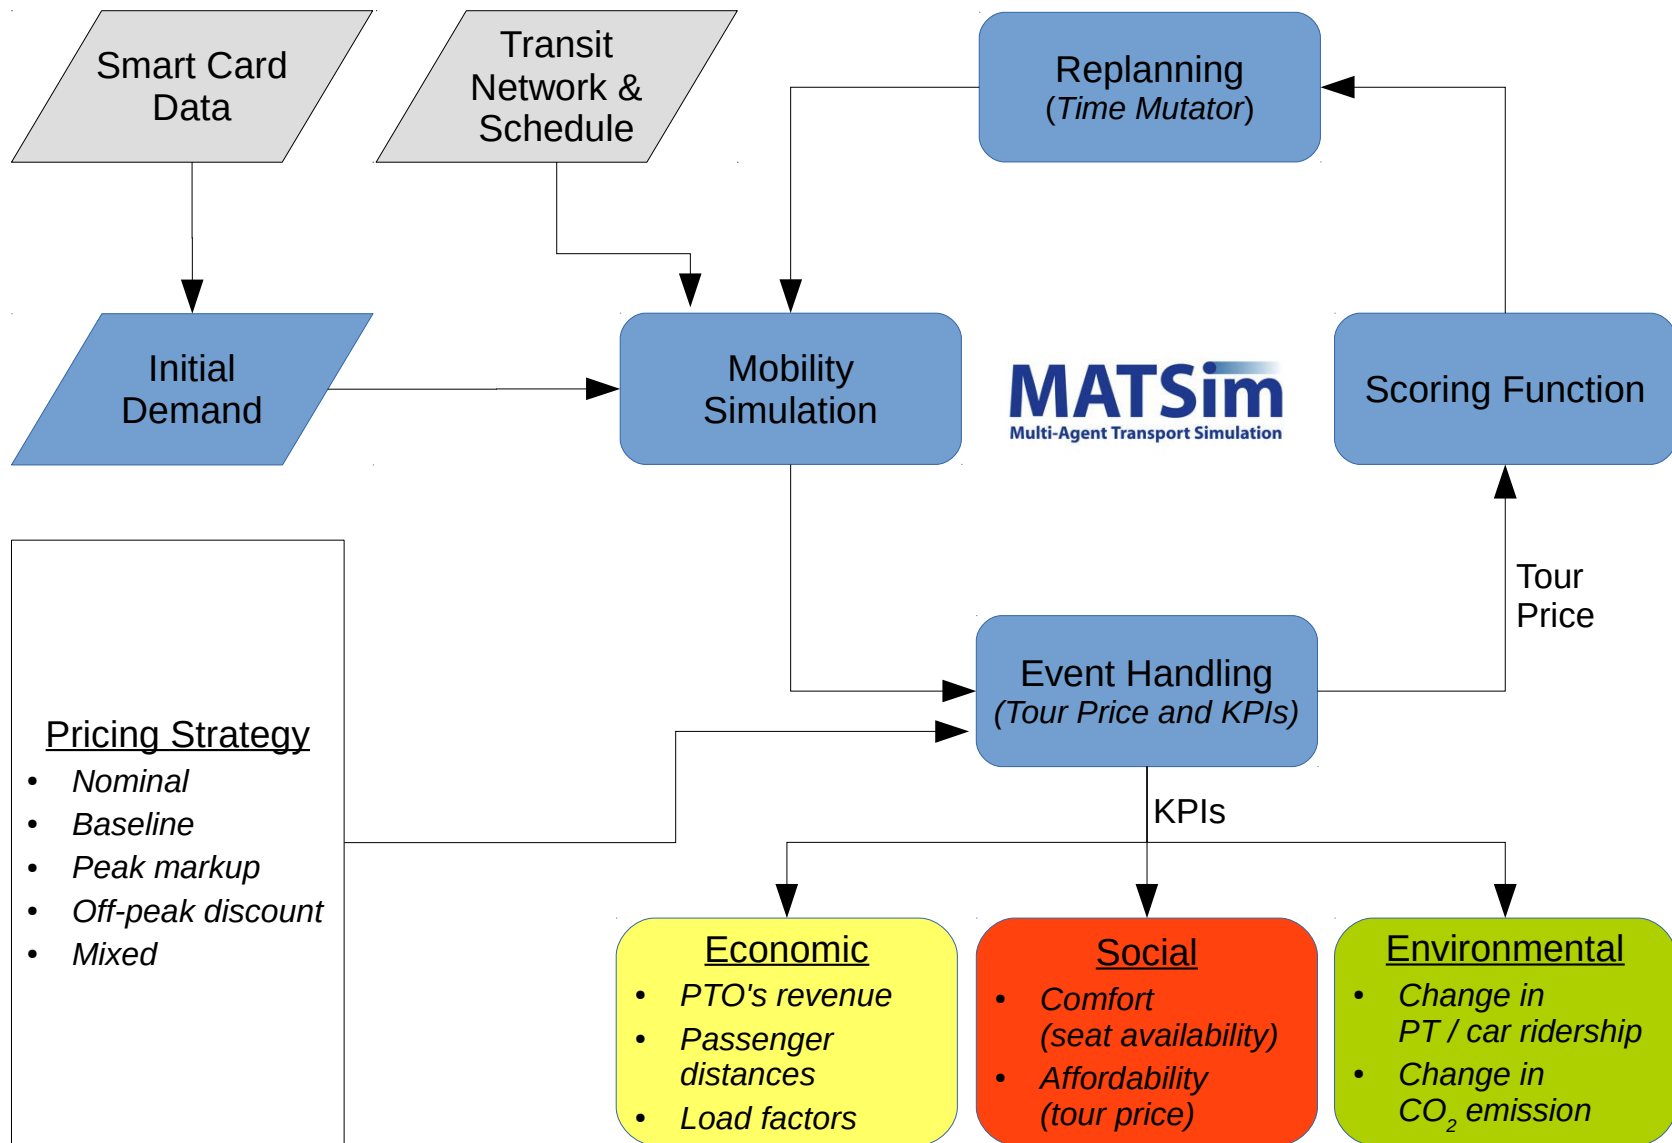 Smart Card
Data
Transit
Network &
Schedule
Replanning
(Time Mutator)
Initial
Demand
Mobility
Simulation
MATSim
Multi-Agent Transport Simulation
Scoring Function
Tour
Price
Event Handling
(Tour Price and KPIs)
KPIs
Pricing Strategy
• Nominal
• Baseline
• Peak markup
• Off-peak discount
• Mixed
Economic
• PTO's revenue
• Passenger
distances
• Load factors
Social
• Comfort
(seat availability)
• Affordability
(tour price)
Environmental
• Change in
PT / car ridership
• Change in
CO₂ emission